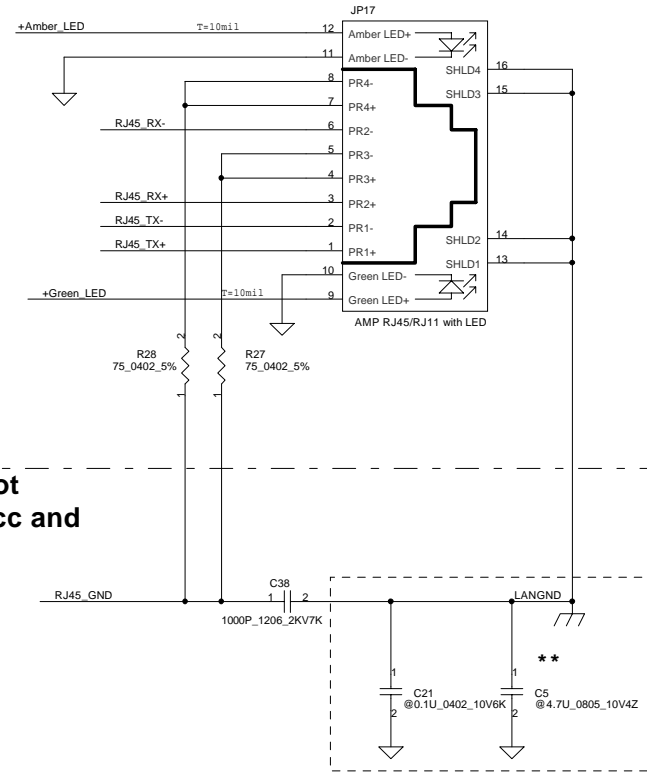 JP17
+Amber_LED
T=10mil
12
Amber LED+
11
Amber LED-
SHLD4
16
8
PR4-
SHLD3
15
7
PR4+
RJ45_RX-
6
PR2-
5
PR3-
4
PR3+
RJ45_RX+
3
PR2+
RJ45_TX-
2
PR1-
SHLD2
14
RJ45_TX+
1
PR1+
SHLD1
13
10
Green LED-
+Green_LED
T=10mil
9
Green LED+
AMP RJ45/RJ11 with LED
2
2
R28
75_0402_5%
R27
75_0402_5%
1
1
ot
cc and
RJ45_GND
C38
1
2
1000P_1206_2KV7K
LANGND
**
1
1
C21
@0.1U_0402_10V6K
C5
@4.7U_0805_10V4Z
2
2